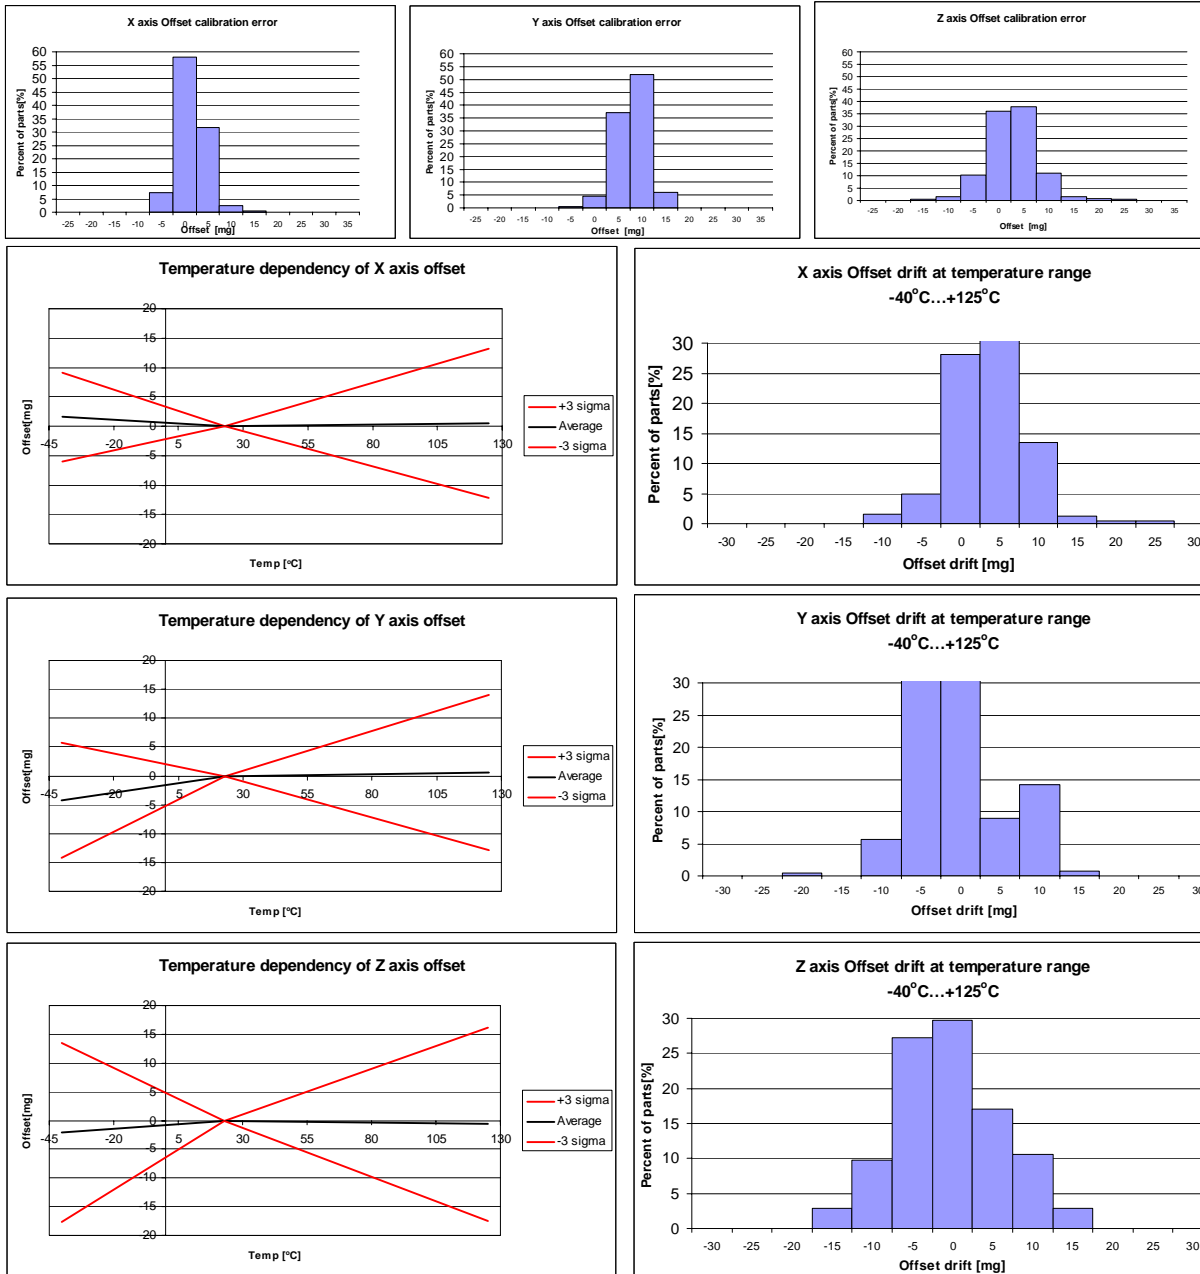 X axis Offset calibration error
60
55
50
45
40
35
30
25
20
15
10
5
0
Percent of parts[%]
-25 -20 -15 -10 -5 0 5 10 15 20 25 30 35
Offset [mg]
Y axis Offset calibration error
60
55
50
45
40
35
30
25
20
15
10
5
0
Percent of parts[%]
-25 -20 -15 -10 -5 0 5 10 15 20 25 30 35
Offset [mg]
Z axis Offset calibration error
60
55
50
45
40
35
30
25
20
15
10
5
0
Percent of parts[%]
-25 -20 -15 -10 -5 0 5 10 15 20 25 30 35
Offset [mg]
Temperature dependency of X axis offset
20
15
10
5
0
-5
-10
-15
-20
Offset[mg]
-45 -20 5 30 55 80 105 130
Temp [ºC]
+3 sigma
Average
-3 sigma
X axis Offset drift at temperature range
-40°C...+125°C
30
25
20
15
10
5
0
Percent of parts[%]
-30 -25 -20 -15 -10 -5 0 5 10 15 20 25 30
Offset drift [mg]
Temperature dependency of Y axis offset
20
15
10
5
0
-5
-10
-15
-20
Offset[mg]
-45 -20 5 30 55 80 105 130
Temp [ºC]
+3 sigma
Average
-3 sigma
Y axis Offset drift at temperature range
-40°C...+125°C
30
25
20
15
10
5
0
Percent of parts[%]
-30 -25 -20 -15 -10 -5 0 5 10 15 20 25 30
Offset drift [mg]
Temperature dependency of Z axis offset
20
15
10
5
0
-5
-10
-15
-20
Offset[mg]
-45 -20 5 30 55 80 105 130
Temp [ºC]
+3 sigma
Average
-3 sigma
Z axis Offset drift at temperature range
-40°C...+125°C
30
25
20
15
10
5
0
Percent of parts[%]
-30 -25 -20 -15 -10 -5 0 5 10 15 20 25 30
Offset drift [mg]